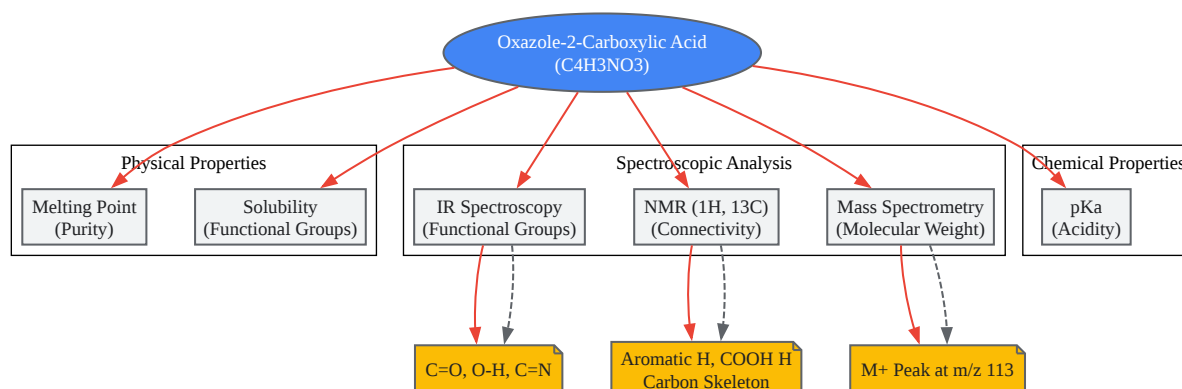 Oxazole-2-Carboxylic Acid
(C4H3NO3)
Physical Properties
Spectroscopic Analysis
Chemical Properties
Melting Point
(Purity)
Solubility
(Functional Groups)
IR Spectroscopy
(Functional Groups)
NMR (1H, 13C)
(Connectivity)
Mass Spectrometry
(Molecular Weight)
pKa
(Acidity)
C=O, O-H, C=N
Aromatic H, COOH H
Carbon Skeleton
M+ Peak at m/z 113